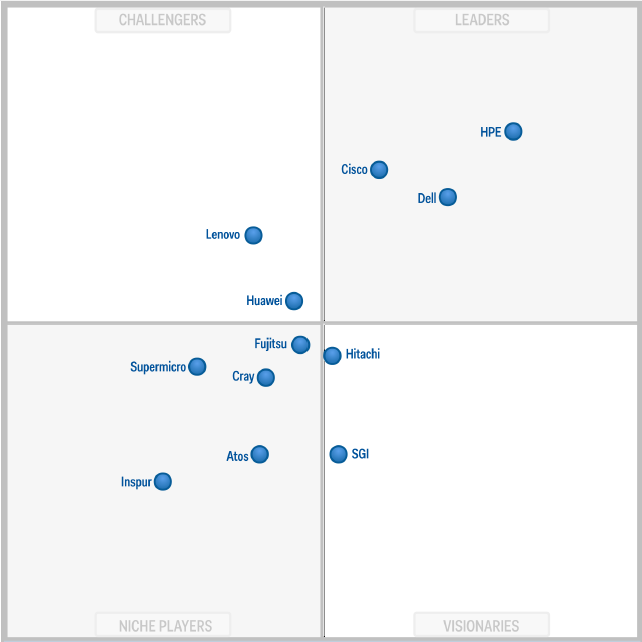 CHALLENGERS
LEADERS
HPE
Cisco
Dell
Lenovo
Huawei
Fujitsu
Hitachi
Supermicro
Cray
Atos
SGI
Inspur
NICHE PLAYERS
VISIONARIES